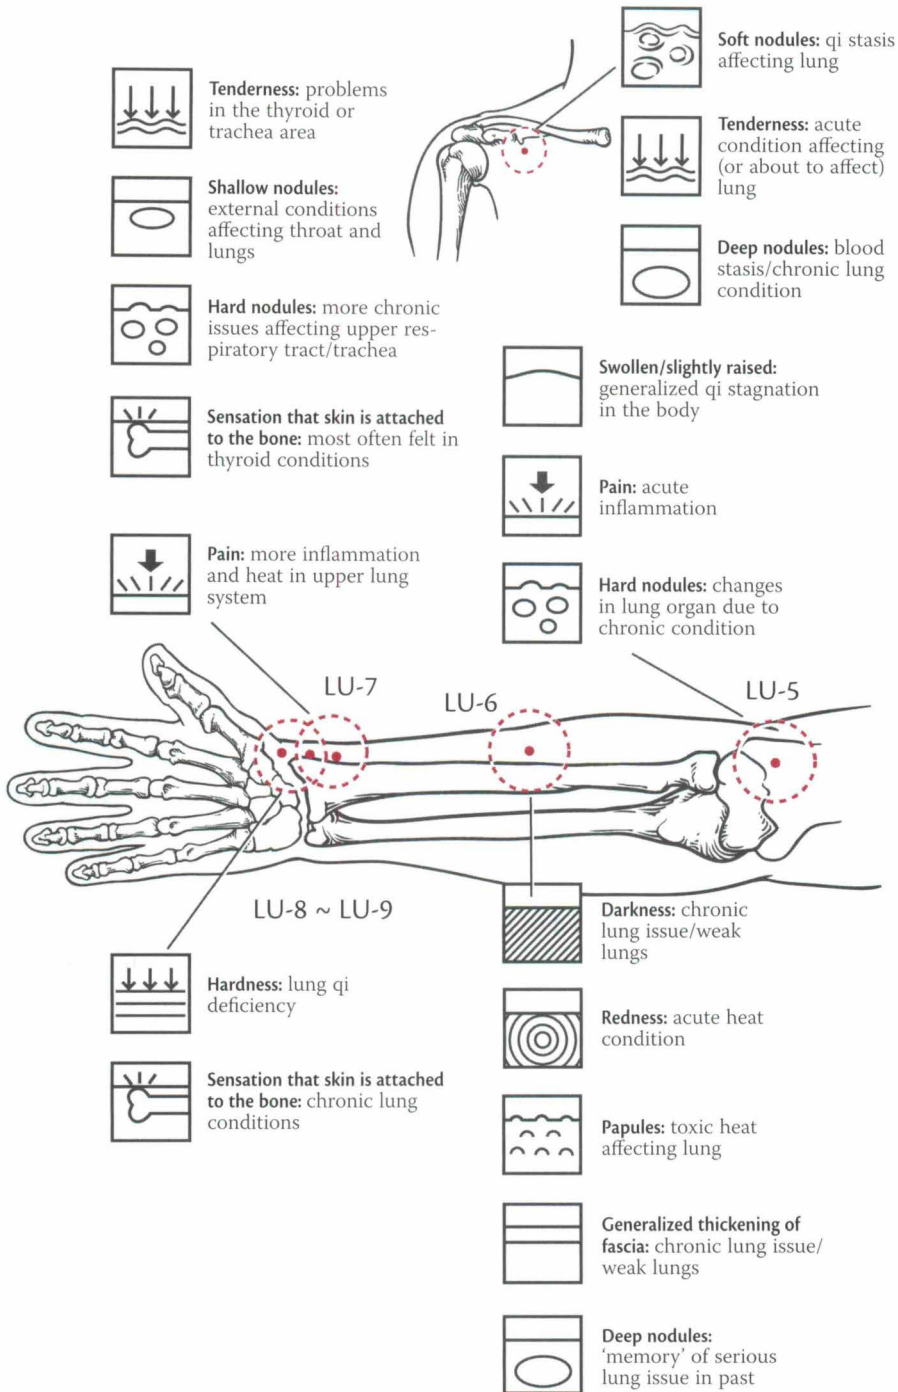 Soft nodules: qi stasis
affecting lung
Tenderness: acute
condition affecting
(or about to affect)
lung
Deep nodules: blood
stasis/chronic lung
condition
Tenderness: problems
in the thyroid or
trachea area
Shallow nodules:
external conditions
affecting throat and
lungs
Hard nodules: more chronic
issues affecting upper res-
piratory tract/trachea
Sensation that skin is attached
to the bone: most often felt in
thyroid conditions
Pain: more inflammation
and heat in upper lung
system
Swollen/slightly raised:
generalized qi stagnation
in the body
Pain: acute
inflammation
Hard nodules: changes
in lung organ due to
chronic condition
LU-7
LU-6
LU-5
LU-8 ~ LU-9
Hardness: lung qi
deficiency
Sensation that skin is attached
to the bone: chronic lung
conditions
Darkness: chronic
lung issue/weak
lungs
Redness: acute heat
condition
Papules: toxic heat
affecting lung
Generalized thickening of
fascia: chronic lung issue/
weak lungs
Deep nodules:
'memory' of serious
lung issue in past